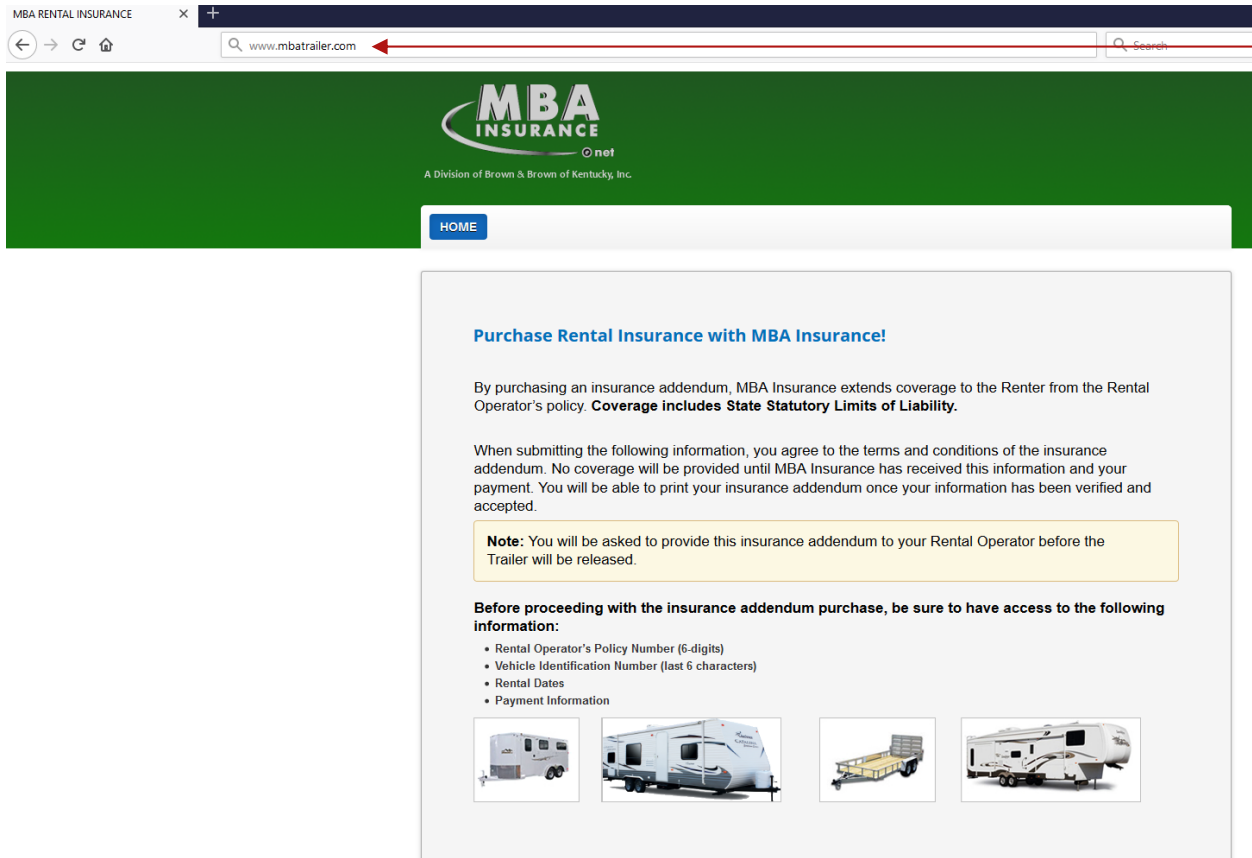 MBA RENTAL INSURANCE
www.mbatrailer.com
Search
MBA
INSURANCE
net
A Division of Brown & Brown of Kentucky, Inc.
HOME
Purchase Rental Insurance with MBA Insurance!
By purchasing an insurance addendum, MBA Insurance extends coverage to the Renter from the Rental
Operator's policy. Coverage includes State Statutory Limits of Liability.
When submitting the following information, you agree to the terms and conditions of the insurance
addendum. No coverage will be provided until MBA Insurance has received this information and your
payment. You will be able to print your insurance addendum once your information has been verified and
accepted.
Note: You will be asked to provide this insurance addendum to your Rental Operator before the
Trailer will be released.
Before proceeding with the insurance addendum purchase, be sure to have access to the following
information:
• Rental Operator's Policy Number (6-digits)
• Vehicle Identification Number (last 6 characters)
• Rental Dates
• Payment Information